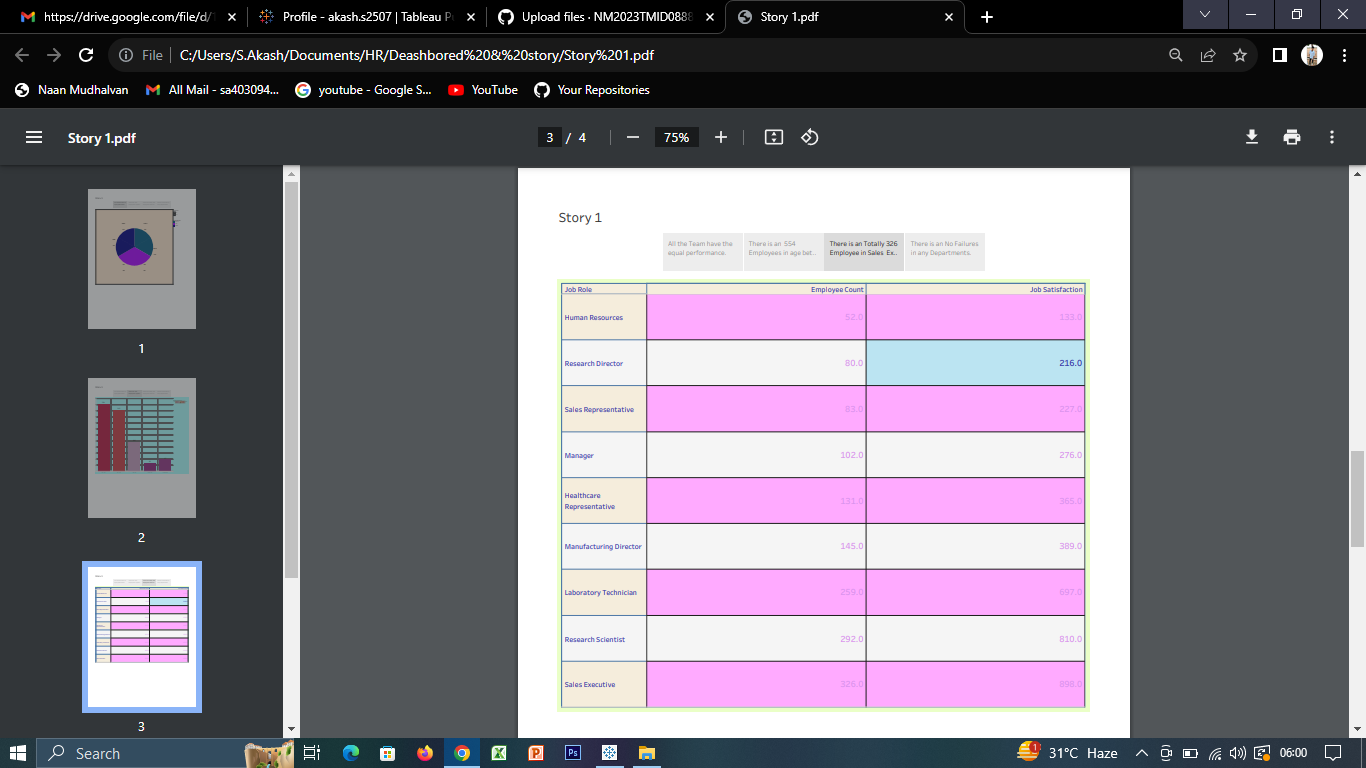 https://drive.google.com/file/d/1
Profile - akash.s2507 | Tableau P
Upload files · NM2023TMID0888
Story 1.pdf
File
C:/Users/S.Akash/Documents/HR/Deashbored%20&%20story/Story%201.pdf
Naan Mudhalvan
All Mail - sa403094...
youtube - Google S...
YouTube
Your Repositories
Story 1.pdf
3 / 4
75%
1
2
3
Story 1
All the Team have the
equal performance.
There is an 554
Employees in age bet..
There is an Totally 326
Employee in Sales Ex..
There is an No Failures
in any Departments.
Job Role Employee Count Job Satisfaction
Human Resources 52.0 133.0
Research Director 80.0 216.0
Sales Representative 83.0 227.0
Manager 102.0 276.0
Healthcare
Representative 131.0 365.0
Manufacturing Director 145.0 389.0
Laboratory Technician 259.0 697.0
Research Scientist 292.0 810.0
Sales Executive 326.0 898.0
Search
31°C Haze
06:00